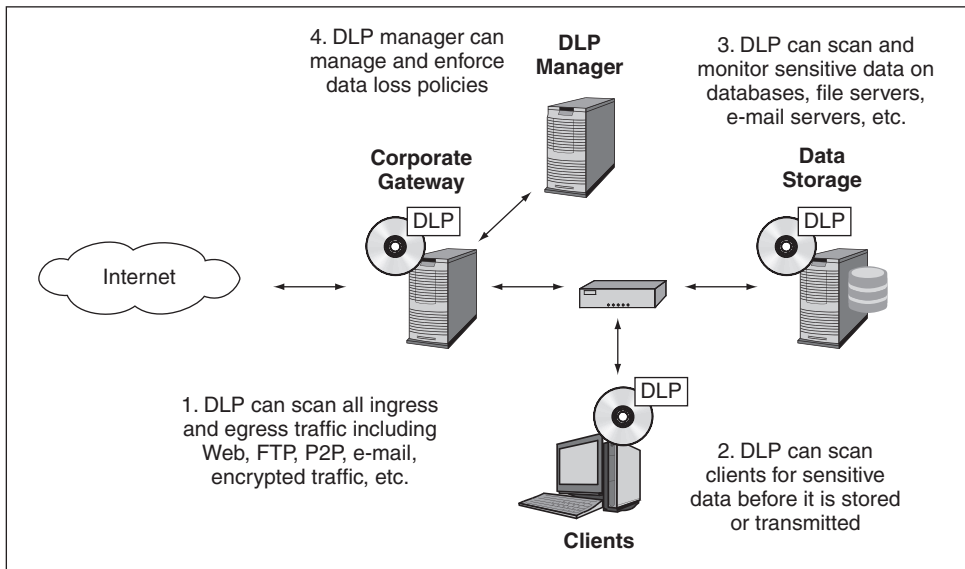 4. DLP manager can
manage and enforce
data loss policies
DLP
Manager
3. DLP can scan and
monitor sensitive data on
databases, file servers,
e-mail servers, etc.
Corporate
Gateway
Data
Storage
DLP
DLP
Internet
DLP
1. DLP can scan all ingress
and egress traffic including
Web, FTP, P2P, e-mail,
encrypted traffic, etc.
2. DLP can scan
clients for sensitive
data before it is stored
or transmitted
Clients